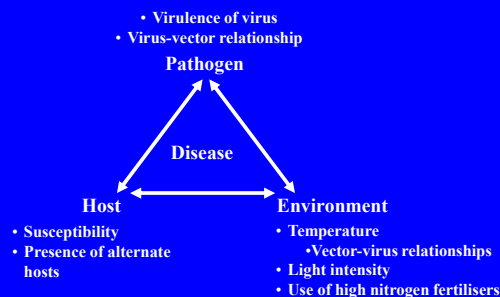 • Virulence of virus
• Virus-vector relationship
Pathogen
Disease
Host
• Susceptibility
• Presence of alternate
hosts
Environment
• Temperature
•Vector-virus relationships
• Light intensity
• Use of high nitrogen fertilisers